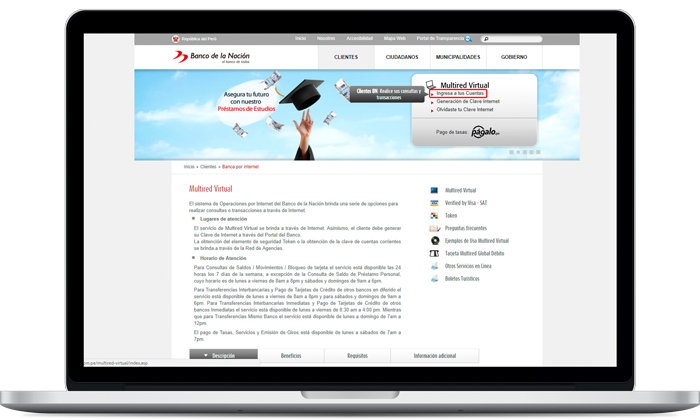 República del Perú
Inicio Nosotros Accesibilidad Mapa Web Portal de Transparencia
Banco de la Nación
el banco de todos
CLIENTES CIUDADANOS MUNICIPALIDADES GOBIERNO
Asegura tu futuro
con nuestro
Préstamos de Estudios
Clientes BN: Realice sus consultas y
transacciones
Multired Virtual
Ingresa a tus Cuentas
Generación de Clave Internet
Olvidaste tu Clave Internet
Pago de tasas: págalo.pe
Inicio » Clientes » Banca por Internet
Multired Virtual
El sistema de Operaciones por Internet del Banco de la Nación brinda una serie de opciones para
realizar consultas o transacciones a través de Internet.
Lugares de atención
El servicio de Multired Virtual se brinda a través de Internet. Asimismo, el cliente debe generar
su Clave de Internet a través del Portal del Banco.
La obtención del elemento de seguridad Token o la obtención de la clave de cuentas corrientes
se brinda a través de la Red de Agencias.
Horario de Atención
Para Consultas de Saldos / Movimientos / Bloqueo de tarjeta el servicio está disponible las 24
horas los 7 días de la semana, a excepción de la Consulta de Saldo de Préstamo Personal,
cuyo horario es de lunes a viernes de 6am a 8pm y sábados y domingos de 9am a 6pm.
Para Transferencias Interbancarias y Pago de Tarjetas de Crédito de otros bancos en diferido el
servicio está disponible de lunes a viernes de 6am a 8pm y para sábados y domingos de 9am a
6pm. Para Transferencias Interbancarias Inmediatas y Pago de Tarjetas de Crédito de otros
bancos Inmediatas el servicio está disponible de lunes a viernes de 8:30 am a 4:00 pm. Mientras
que para Transferencias Mismo Banco el servicio está disponible de lunes a domingo de 7am a
12pm.
El pago de Tasas, Servicios y Emisión de Giros está disponible de lunes a sábados de 7am a
7pm.
Multired Virtual
Verified by Visa - SAT
Token
Preguntas Frecuentes
Ejemplos de Uso Multired Virtual
Tarjeta Multired Global Débito
Otros Servicios en Línea
Boletos Turísticos
Descripción Beneficios Requisitos Información adicional
om.pe/multired-virtual/index.asp